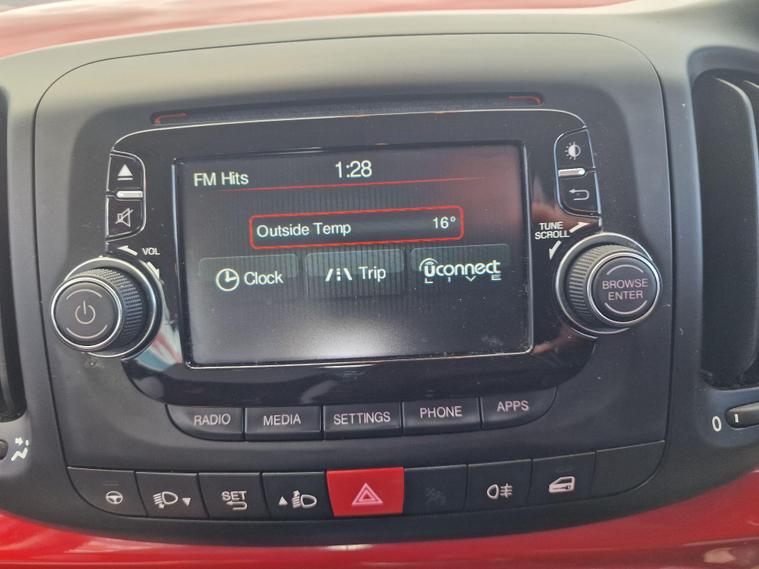 FM Hits
1:28
Outside Temp 16°
Clock
Trip
Uconnect
LIVE
VOL
TUNE
SCROLL
BROWSE
ENTER
RADIO
MEDIA
SETTINGS
PHONE
APPS
0
SET